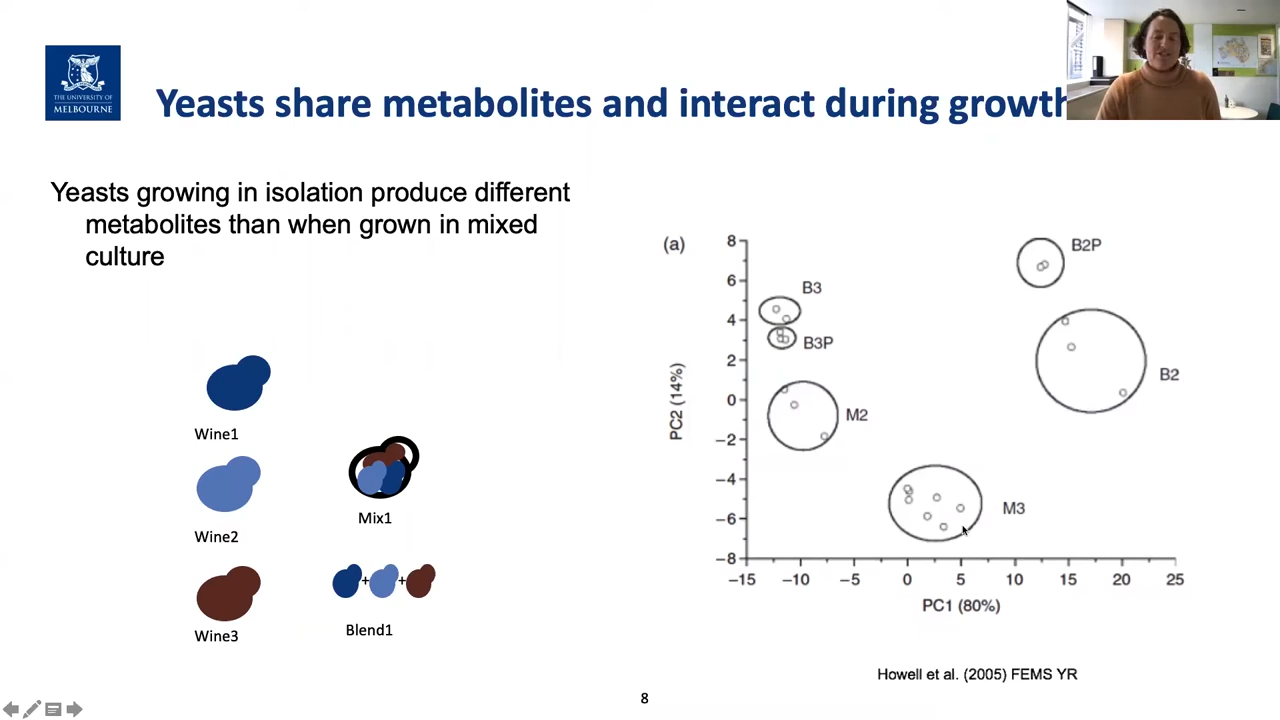 THE UNIVERSITY OF
MELBOURNE
Yeasts share metabolites and interact during growth
Yeasts growing in isolation produce different
metabolites than when grown in mixed
culture
Wine1
Wine2
Wine3
Mix1
+ +
Blend1
(a)
PC2 (14%)
8
6
4
2
0
−2
−4
−6
−8
B3
B3P
M2
M3
B2P
B2
−15 −10 −5 0 5 10 15 20 25
PC1 (80%)
Howell et al. (2005) FEMS YR
8